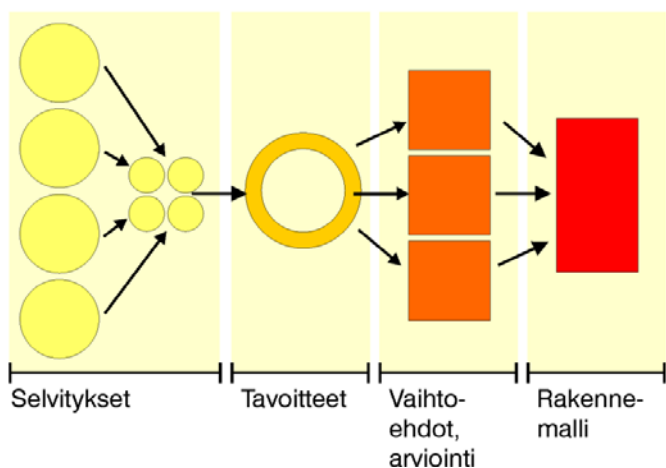 Selvitykset
Tavoitteet
Vaihto-
ehdot,
arviointi
Rakenne-
malli